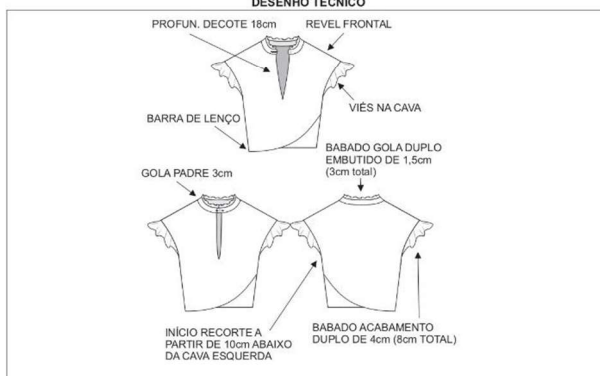 DESENHO TÉCNICO
PROFUN. DECOTE 18cm
REVEL FRONTAL
VIÉS NA CAVA
BARRA DE LENÇO
BABADO GOLA DUPLO
EMBUTIDO DE 1,5cm
(3cm total)
GOLA PADRE 3cm
INÍCIO RECORTE A
PARTIR DE 10cm ABAIXO
DA CAVA ESQUERDA
BABADO ACABAMENTO
DUPLO DE 4cm (8cm TOTAL)